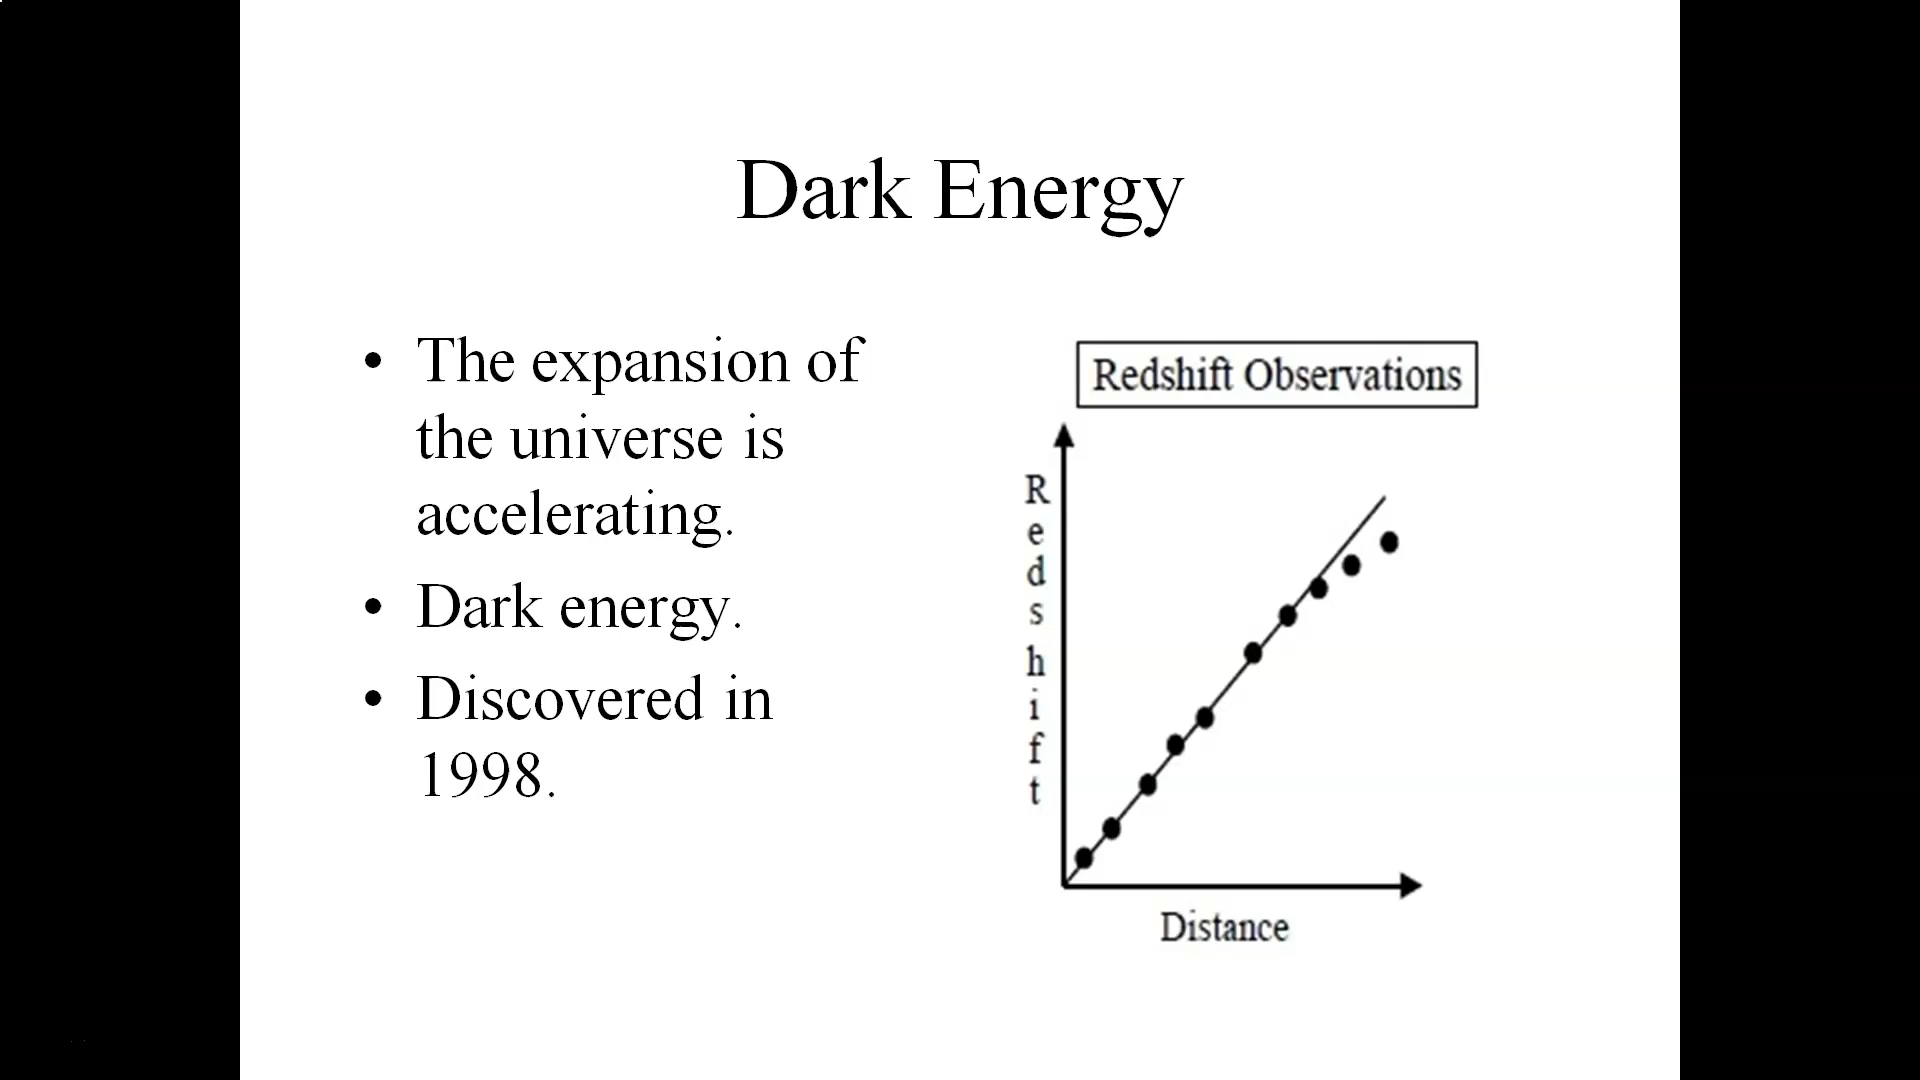 Dark Energy
• The expansion of
the universe is
accelerating.
• Dark energy.
• Discovered in
1998.
Redshift Observations
Redshift
Distance